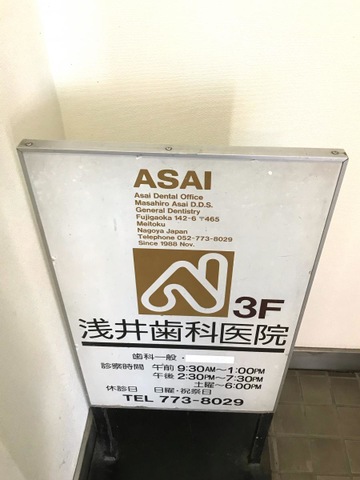 ASAI
Asai Dental Office
Masahiro Asai D.D.S.
General Dentistry
Fujigaoka 142-6 〒465
Meitoku
Nagoya Japan
Telephone 052-773-8029
Since 1988 Nov.
3F
浅井歯科医院
歯科一般・
診察時間 午前 9:30AM～1:00PM
午後 2:30PM～7:30PM
土曜～6:00PM
休診日 日曜・祝祭日
TEL 773-8029